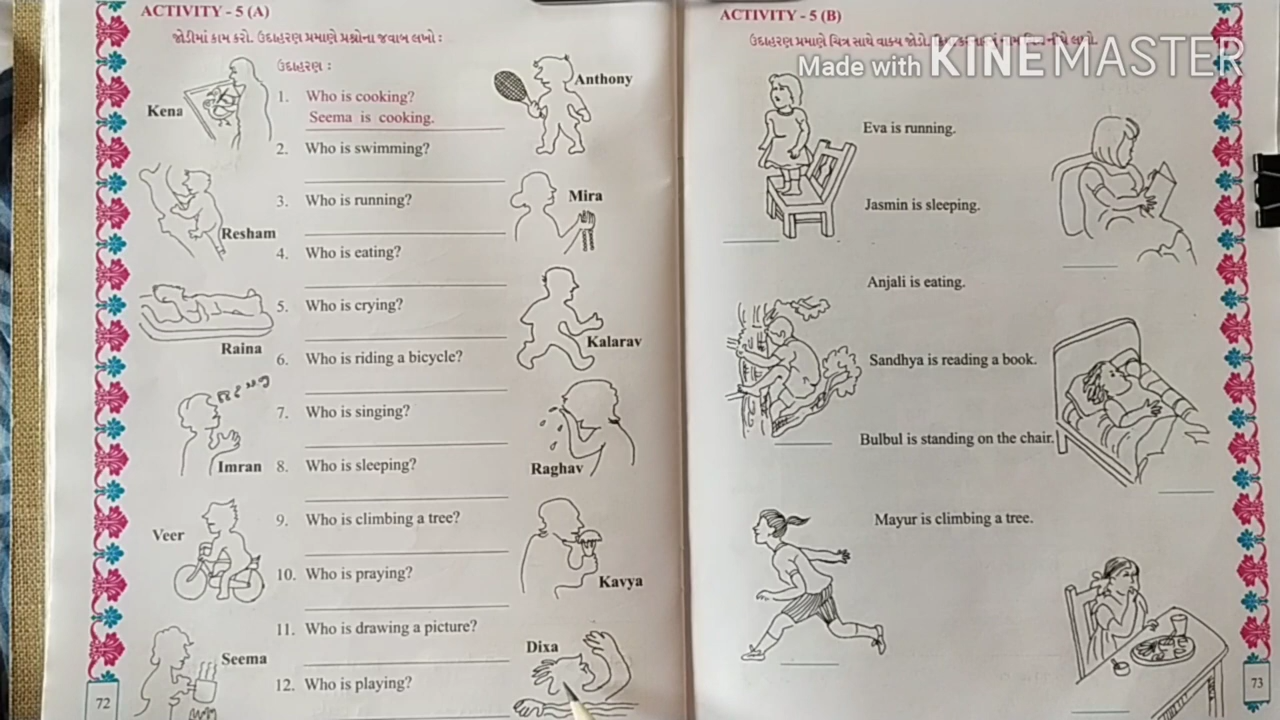 ACTIVITY - 5 (A)
જોડીમાં કામ કરો. ઉદાહરણ પ્રમાણે પ્રશ્નોના જવાબ લખો :
ઉદાહરણ :
Kena
Anthony
1. Who is cooking?
Seema is cooking.
2. Who is swimming?
Resham
Mira
3. Who is running?
4. Who is eating?
Raina
Kalarav
5. Who is crying?
6. Who is riding a bicycle?
7. Who is singing?
Imran
Raghav
8. Who is sleeping?
Veer
9. Who is climbing a tree?
Kavya
10. Who is praying?
11. Who is drawing a picture?
Seema
Dixa
12. Who is playing?
72
ACTIVITY - 5 (B)
ઉદાહરણ પ્રમાણે ચિત્ર સાથે વાક્ય જોડો.
Made with KINEMASTER
Eva is running.
Jasmin is sleeping.
Anjali is eating.
Sandhya is reading a book.
Bulbul is standing on the chair.
Mayur is climbing a tree.
73